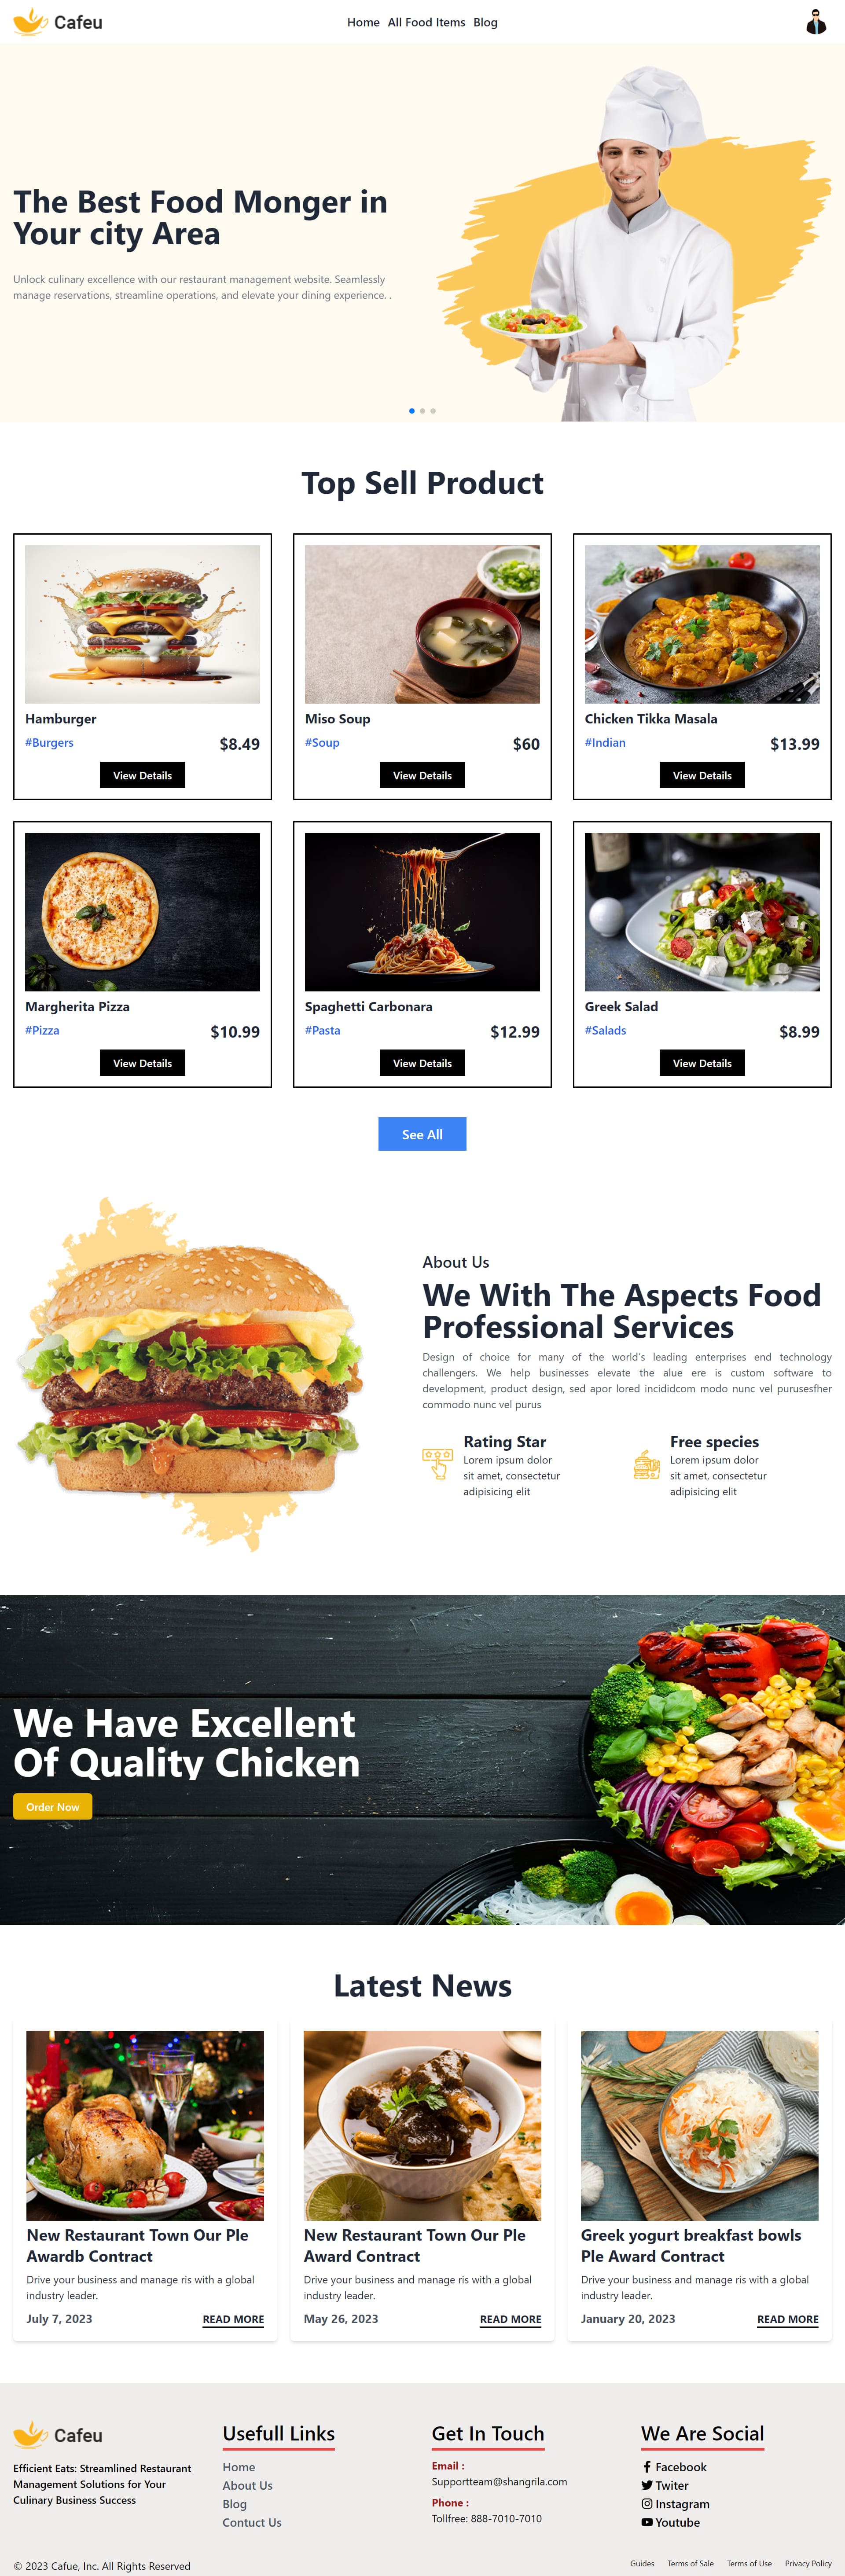 Cafeu
Home All Food Items Blog
The Best Food Monger in
Your city Area
Unlock culinary excellence with our restaurant management website. Seamlessly
manage reservations, streamline operations, and elevate your dining experience. .
Top Sell Product
Hamburger
#Burgers $8.49
View Details
Miso Soup
#Soup $60
View Details
Chicken Tikka Masala
#Indian $13.99
View Details
Margherita Pizza
#Pizza $10.99
View Details
Spaghetti Carbonara
#Pasta $12.99
View Details
Greek Salad
#Salads $8.99
View Details
See All
About Us
We With The Aspects Food
Professional Services
Design of choice for many of the world's leading enterprises end technology
challengers. We help businesses elevate the alue ere is custom software to
development, product design, sed apor lored incididcom modo nunc vel purusesfher
commodo nunc vel purus
Rating Star
Lorem ipsum dolor
sit amet, consectetur
adipisicing elit
Free species
Lorem ipsum dolor
sit amet, consectetur
adipisicing elit
We Have Excellent
Of Quality Chicken
Order Now
Latest News
New Restaurant Town Our Ple
Awardb Contract
Drive your business and manage ris with a global
industry leader.
July 7, 2023 READ MORE
New Restaurant Town Our Ple
Award Contract
Drive your business and manage ris with a global
industry leader.
May 26, 2023 READ MORE
Greek yogurt breakfast bowls
Ple Award Contract
Drive your business and manage ris with a global
industry leader.
January 20, 2023 READ MORE
Cafeu
Efficient Eats: Streamlined Restaurant
Management Solutions for Your
Culinary Business Success
Usefull Links
Home
About Us
Blog
Contuct Us
Get In Touch
Email :
Supportteam@shangrila.com
Phone :
Tollfree: 888-7010-7010
We Are Social
Facebook
Twiter
Instagram
Youtube
© 2023 Cafue, Inc. All Rights Reserved
Guides Terms of Sale Terms of Use Privacy Policy